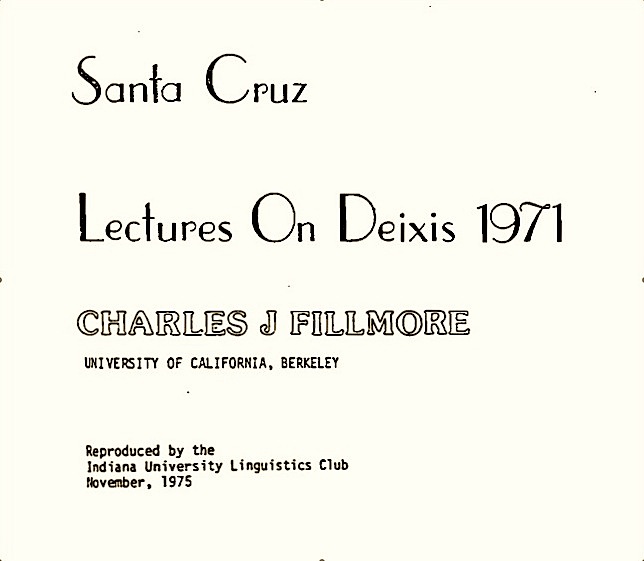 Santa Cruz
Lectures On Deixis 1971
CHARLES J FILLMORE
UNIVERSITY OF CALIFORNIA, BERKELEY
Reproduced by the
Indiana University Linguistics Club
November, 1975